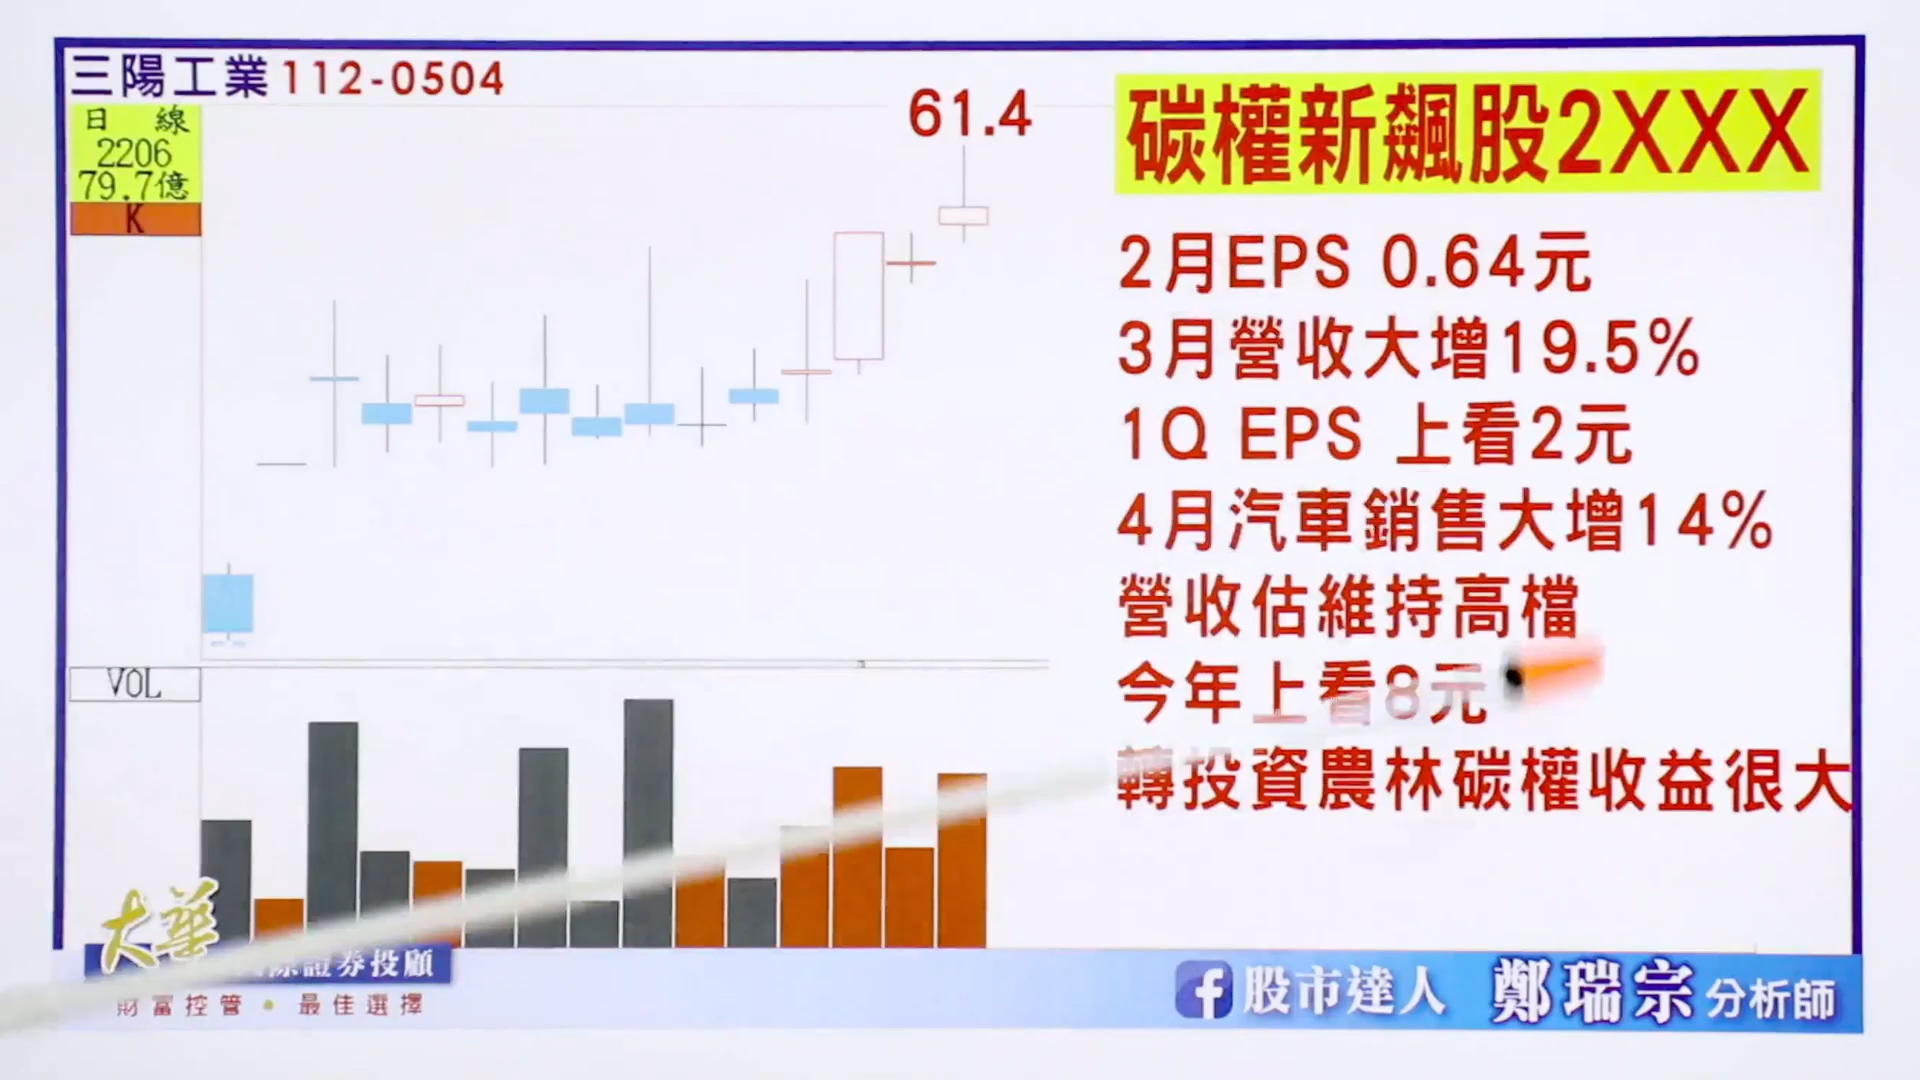 三陽工業112-0504
日 線
2206
79.7億
K
61.4
VOL
碳權新飆股2XXX
2月EPS 0.64元
3月營收大增19.5%
1Q EPS 上看2元
4月汽車銷售大增14%
營收估維持高檔
今年上看8元
轉投資農林碳權收益很大
大華
證券投顧
財富控管 • 最佳選擇
f 股市達人 鄭瑞宗 分析師